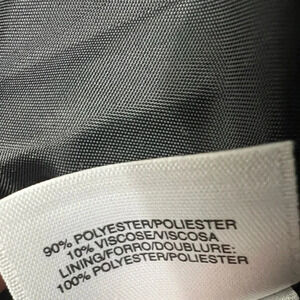 90% POLYESTER/POLIESTER
10% VISCOSE/VISCOSA
LINING/FORRO/DOUBLURE:
100% POLYESTER/POLIESTER